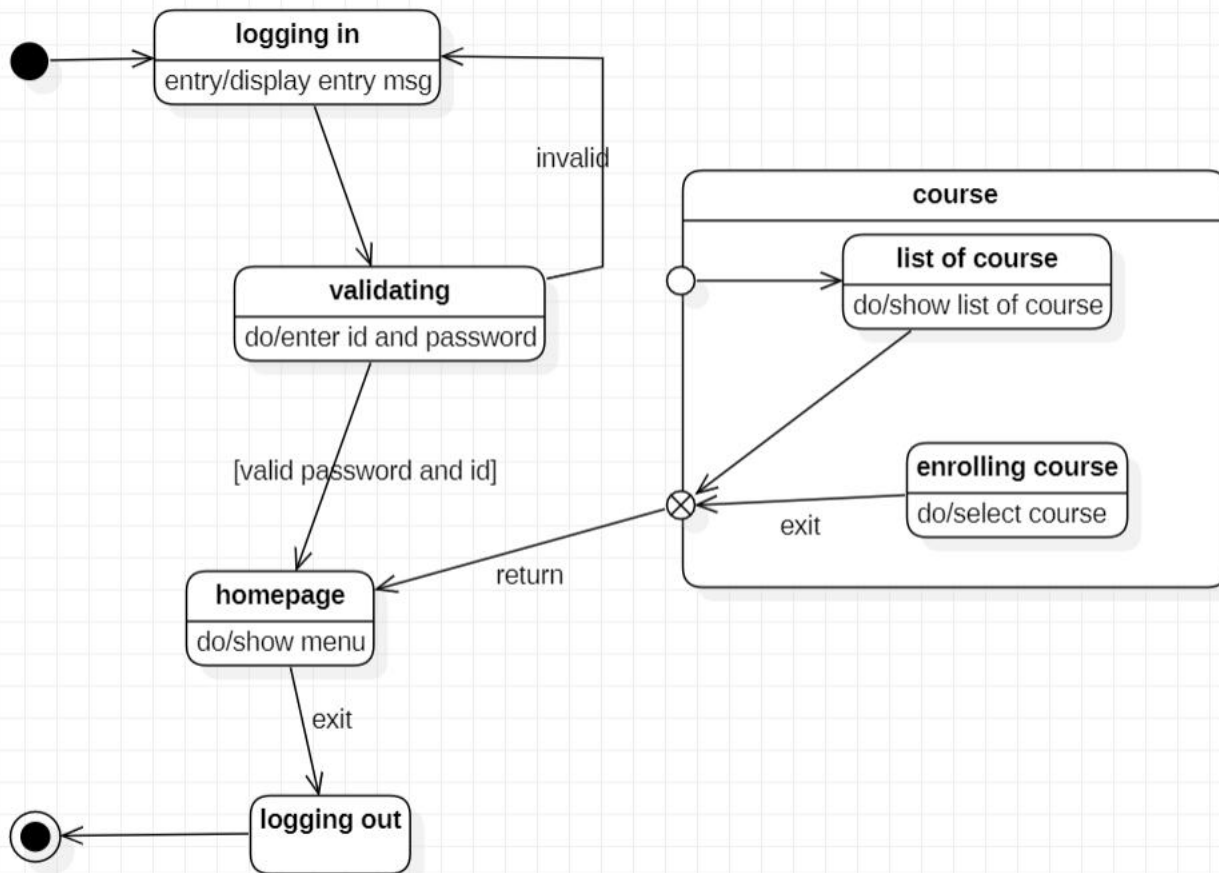 logging in
entry/display entry msg
invalid
validating
do/enter id and password
[valid password and id]
homepage
do/show menu
exit
logging out
course
list of course
do/show list of course
enrolling course
do/select course
exit
return